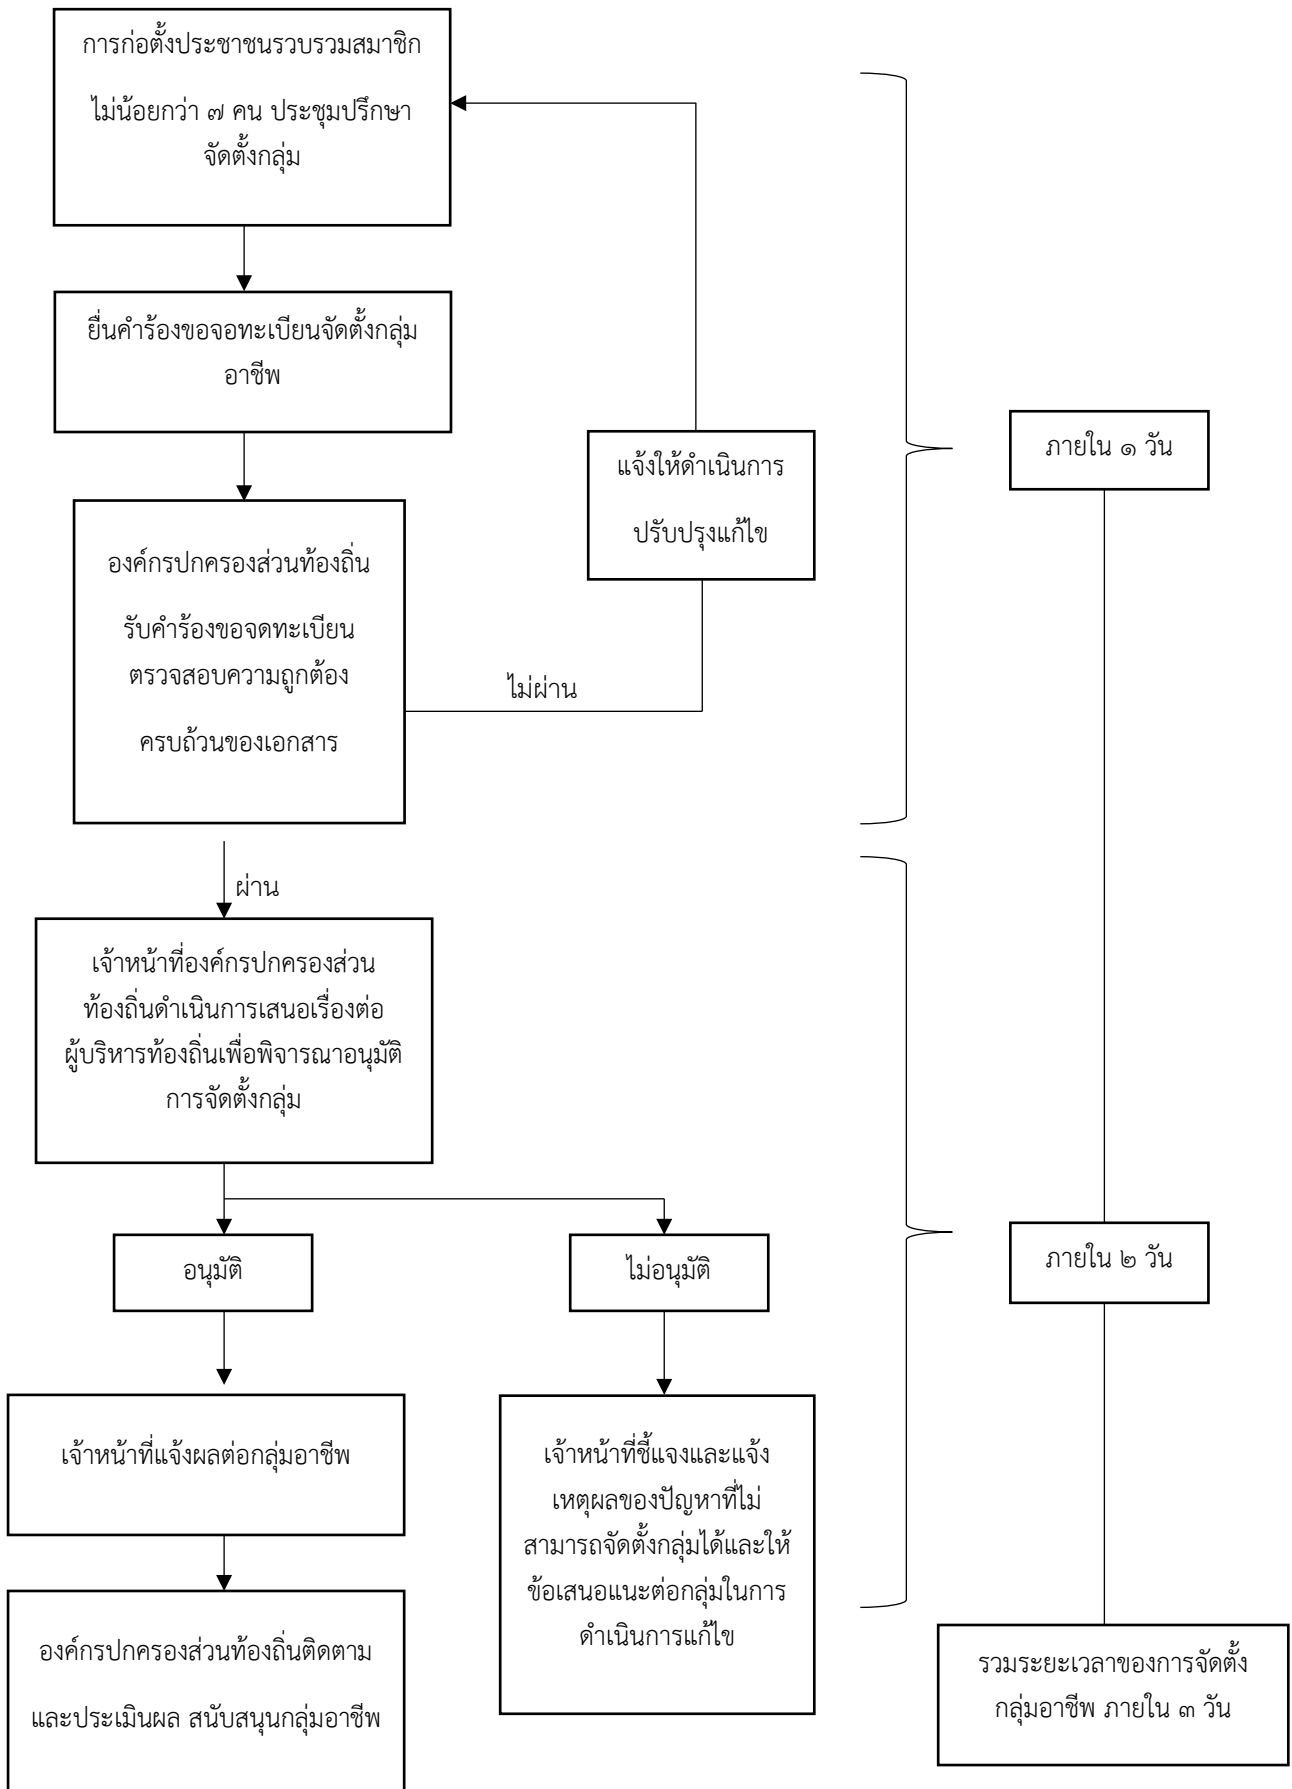 การก่อตั้งประชาชนรวบรวมสมาชิก
ไม่น้อยกว่า ๗ คน ประชุมปรึกษา
จัดตั้งกลุ่ม
ยื่นคำร้องขอจอทะเบียนจัดตั้งกลุ่ม
อาชีพ
แจ้งให้ดำเนินการ
ปรับปรุงแก้ไข
ภายใน ๑ วัน
องค์กรปกครองส่วนท้องถิ่น
รับคำร้องขอจดทะเบียน
ตรวจสอบความถูกต้อง
ครบถ้วนของเอกสาร
ไม่ผ่าน
ผ่าน
เจ้าหน้าที่องค์กรปกครองส่วน
ท้องถิ่นดำเนินการเสนอเรื่องต่อ
ผู้บริหารท้องถิ่นเพื่อพิจารณาอนุมัติ
การจัดตั้งกลุ่ม
อนุมัติ
ไม่อนุมัติ
ภายใน ๒ วัน
เจ้าหน้าที่แจ้งผลต่อกลุ่มอาชีพ
เจ้าหน้าที่ชี้แจงและแจ้ง
เหตุผลของปัญหาที่ไม่
สามารถจัดตั้งกลุ่มได้และให้
ข้อเสนอแนะต่อกลุ่มในการ
ดำเนินการแก้ไข
องค์กรปกครองส่วนท้องถิ่นติดตาม
และประเมินผล สนับสนุนกลุ่มอาชีพ
รวมระยะเวลาของการจัดตั้ง
กลุ่มอาชีพ ภายใน ๓ วัน